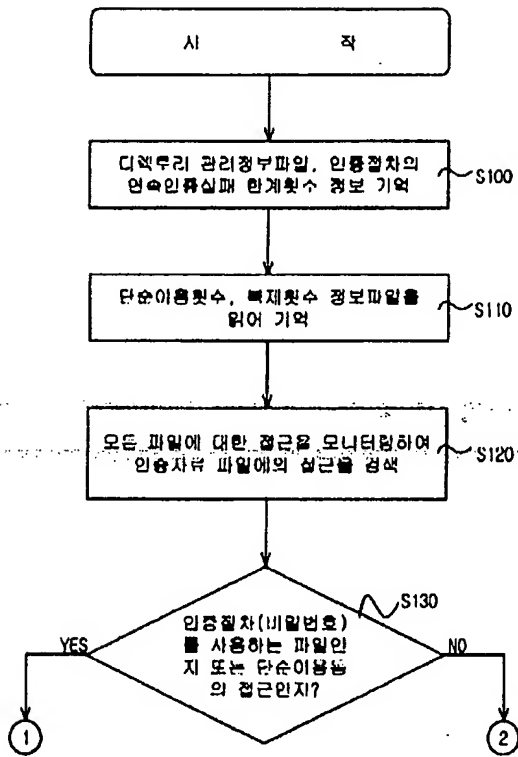 시 작
디렉토리 관리정보파일, 인증절차의
연속인증실패 한계횟수 정보 기억
S100
단순이용횟수, 복제횟수 정보파일을
읽어 기억
S110
모든 파일에 대한 접근을 모니터링하여
인증자류 파일에의 접근을 검색
S120
S130
인증절차(비밀번호)
를 사용하는 파일인
지 또는 단순이용등
의 접근인지?
YES
NO
1
2